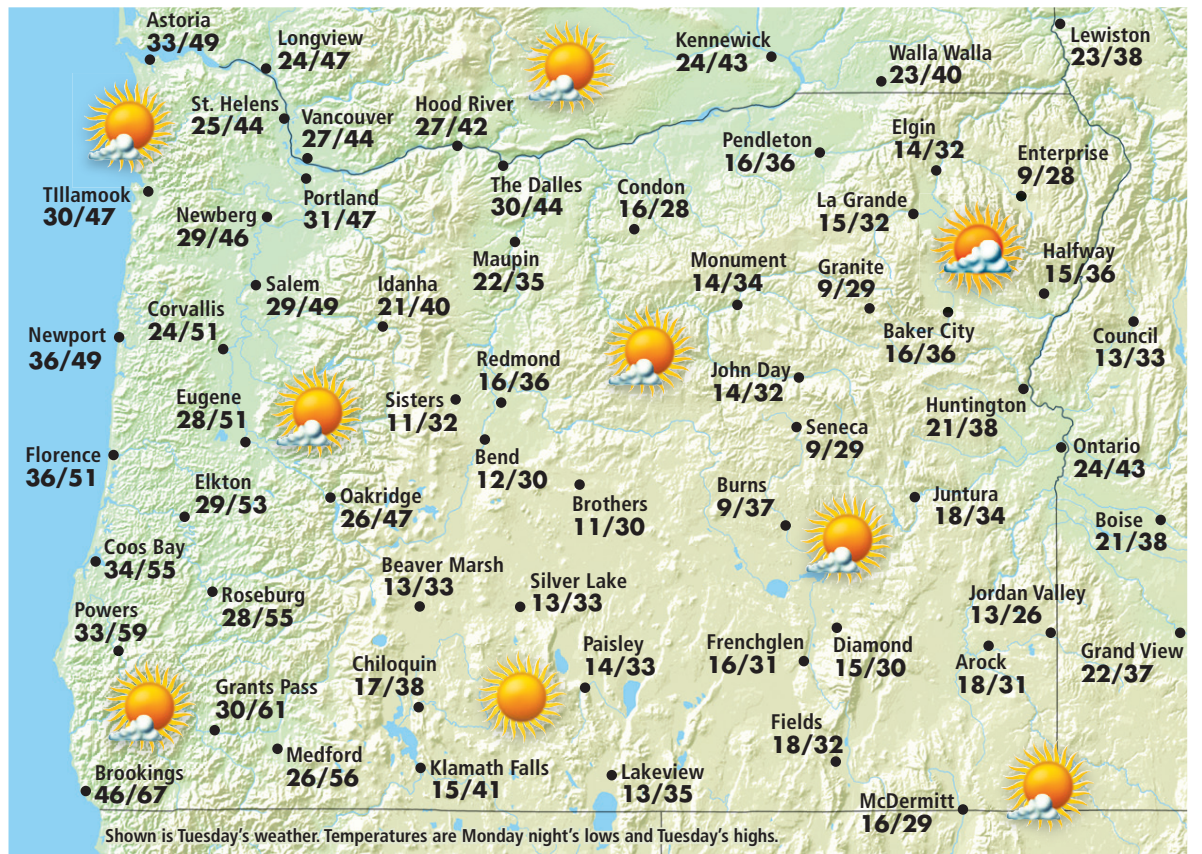 Astoria
33/49
Longview
24/47
Kennewick
24/43
Walla Walla
23/40
Lewiston
23/38
St. Helens
25/44
Vancouver
27/44
Hood River
27/42
Pendleton
16/36
Elgin
14/32
Enterprise
9/28
TIllamook
30/47
Newberg
29/46
Portland
31/47
The Dalles
30/44
Condon
16/28
La Grande
15/32
Maupin
22/35
Monument
14/34
Granite
9/29
Halfway
15/36
Salem
29/49
Idanha
21/40
Corvallis
24/51
Newport
36/49
Baker City
16/36
Council
13/33
Redmond
16/36
John Day
14/32
Eugene
28/51
Sisters
11/32
Huntington
21/38
Seneca
9/29
Florence
36/51
Bend
12/30
Ontario
24/43
Elkton
29/53
Oakridge
26/47
Brothers
11/30
Burns
9/37
Juntura
18/34
Boise
21/38
Coos Bay
34/55
Beaver Marsh
13/33
Silver Lake
13/33
Roseburg
28/55
Jordan Valley
13/26
Powers
33/59
Paisley
14/33
Frenchglen
16/31
Diamond
15/30
Arock
18/31
Grand View
22/37
Chiloquin
17/38
Grants Pass
30/61
Fields
18/32
Medford
26/56
Klamath Falls
15/41
Lakeview
13/35
Brookings
46/67
McDermitt
16/29
Shown is Tuesday's weather. Temperatures are Monday night's lows and Tuesday's highs.